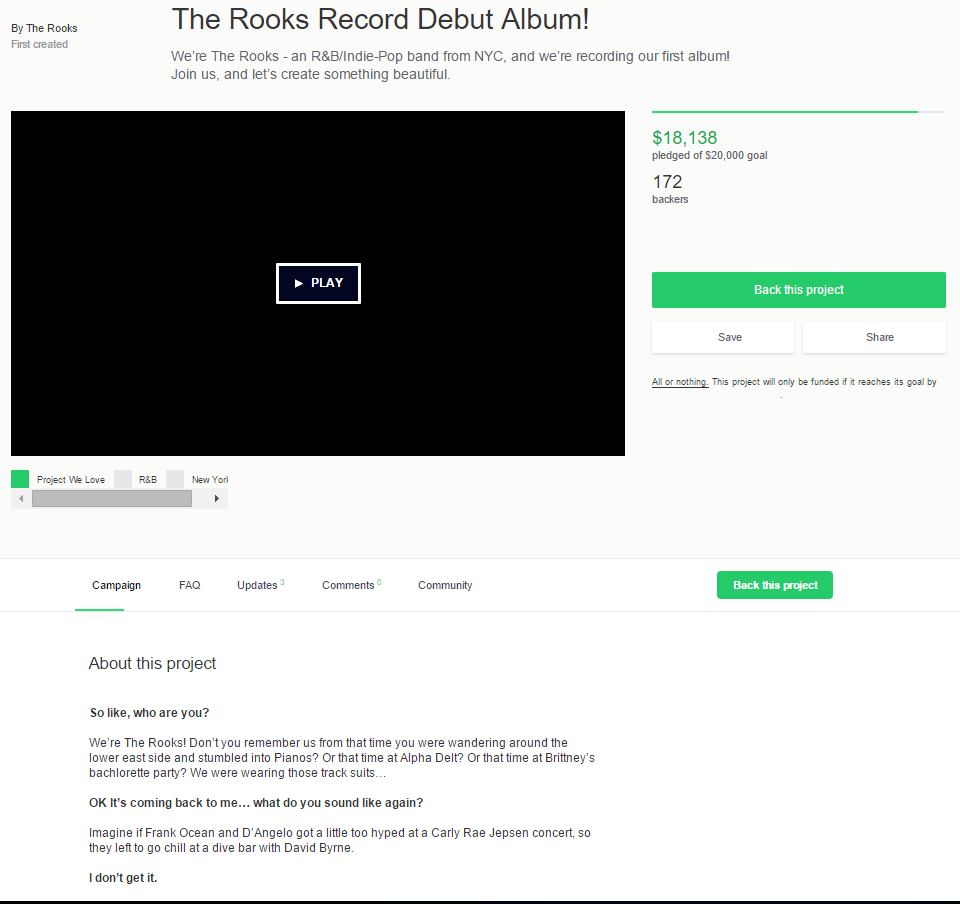 The Rooks Record Debut Album!
By The Rooks
First created
We’re The Rooks - an R&B/Indie-Pop band from NYC, and we’re recording our first album!
Join us, and let’s create something beautiful.
$18,138
pledged of $20,000 goal
172
backers
PLAY
Back this project
Save Share
All or nothing. This project will only be funded if it reaches its goal by
.
Project We Love R&B New York
Campaign FAQ Updates 3 Comments 0 Community Back this project
About this project
So like, who are you?
We’re The Rooks! Don’t you remember us from that time you were wandering around the
lower east side and stumbled into Pianos? Or that time at Alpha Delt? Or that time at Brittney’s
bachlorette party? We were wearing those track suits…
OK It’s coming back to me… what do you sound like again?
Imagine if Frank Ocean and D’Angelo got a little too hyped at a Carly Rae Jepsen concert, so
they left to go chill at a dive bar with David Byrne.
I don’t get it.